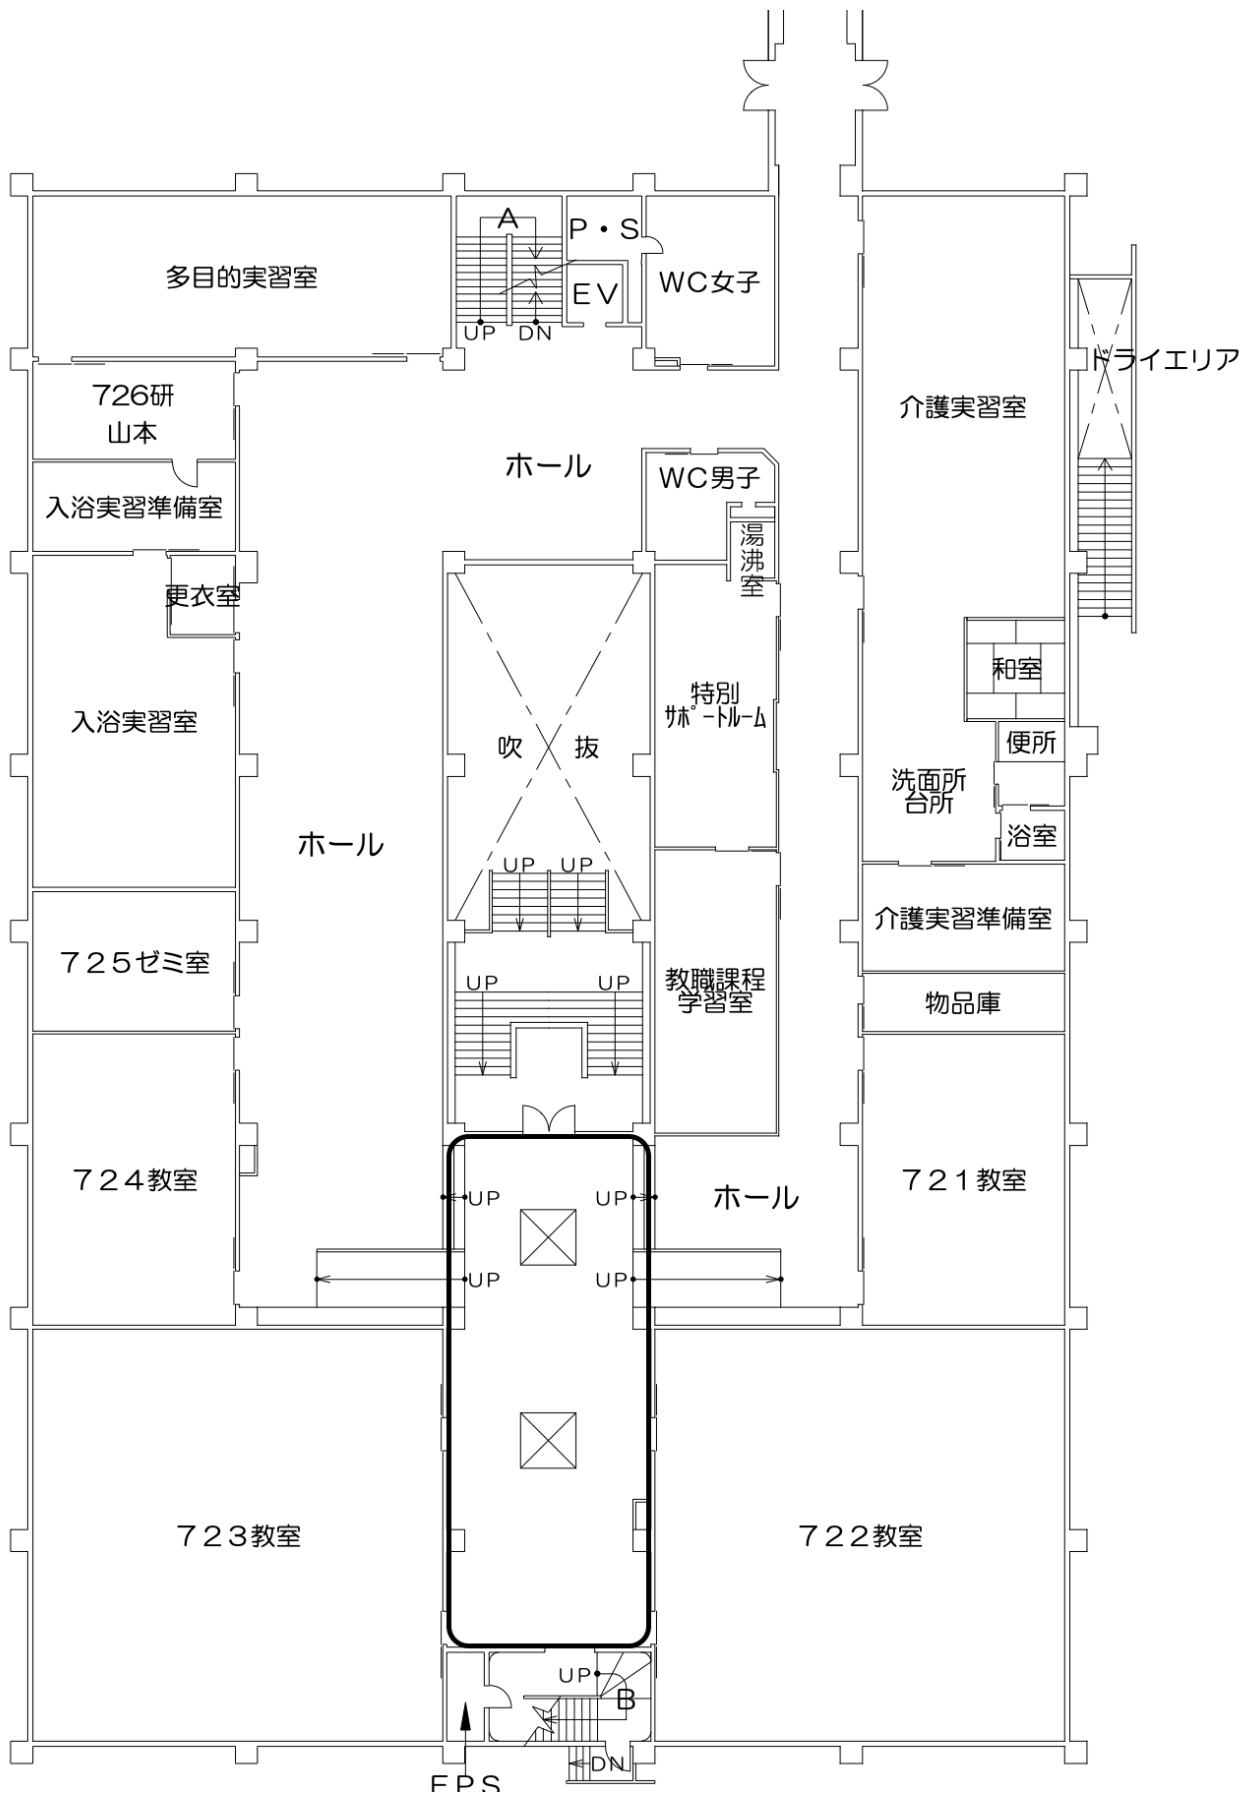 A
P・S
多目的実習室
WC女子
EV
UP
DN
ドライエリア
726研
山本
介護実習室
ホール
WC男子
入浴実習準備室
湯沸室
更衣室
和室
特別
サポートルーム
入浴実習室
吹 抜
便所
洗面所
台所
浴室
ホール
UP
UP
介護実習準備室
725ゼミ室
教職課程
学習室
UP
UP
物品庫
724教室
UP
UP
ホール
721教室
UP
UP
723教室
722教室
UP
B
DN
EPS